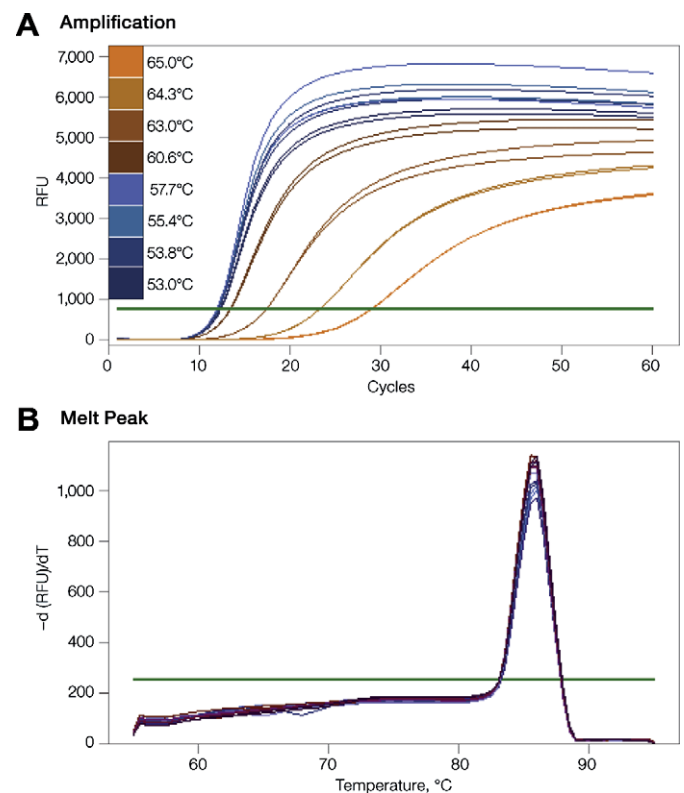 A Amplification
7,000
6,000
5,000
4,000
3,000
2,000
1,000
0
RFU
65.0°C
64.3°C
63.0°C
60.6°C
57.7°C
55.4°C
53.8°C
53.0°C
0 10 20 30 40 50 60
Cycles
B Melt Peak
1,000
800
600
400
200
0
–d (RFU)/dT
60 70 80 90
Temperature, °C